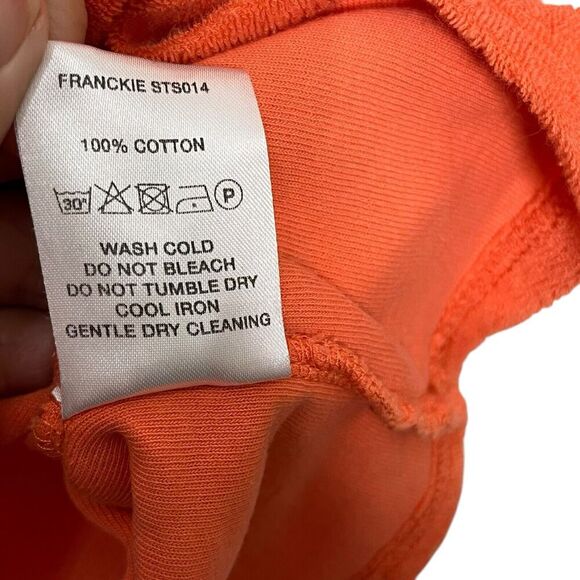 FRANCKIE STS014
100% COTTON
30° P
WASH COLD
DO NOT BLEACH
DO NOT TUMBLE DRY
COOL IRON
GENTLE DRY CLEANING